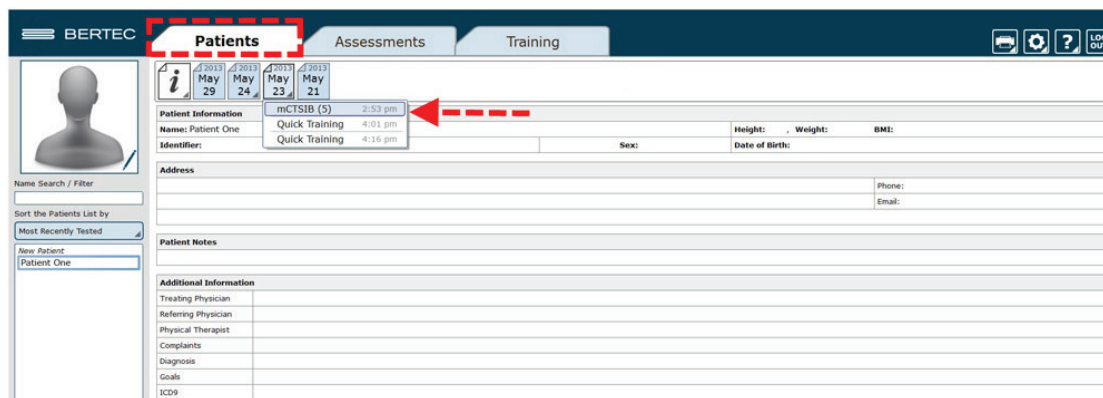 BERTEC
Patients
Assessments
Training
?
LOG
OUT
i
2013 May 29
2013 May 24
2013 May 23
2013 May 21
mCTSIB (5) 2:53 pm
Quick Training 4:01 pm
Quick Training 4:16 pm
Patient Information
Name: Patient One
Height: , Weight: BMI:
Identifier: Sex: Date of Birth:
Address
Phone:
Email:
Name Search / Filter
Sort the Patients List by
Most Recently Tested
New Patient
Patient One
Patient Notes
Additional Information
Treating Physician
Referring Physician
Physical Therapist
Complaints
Diagnosis
Goals
ICD9